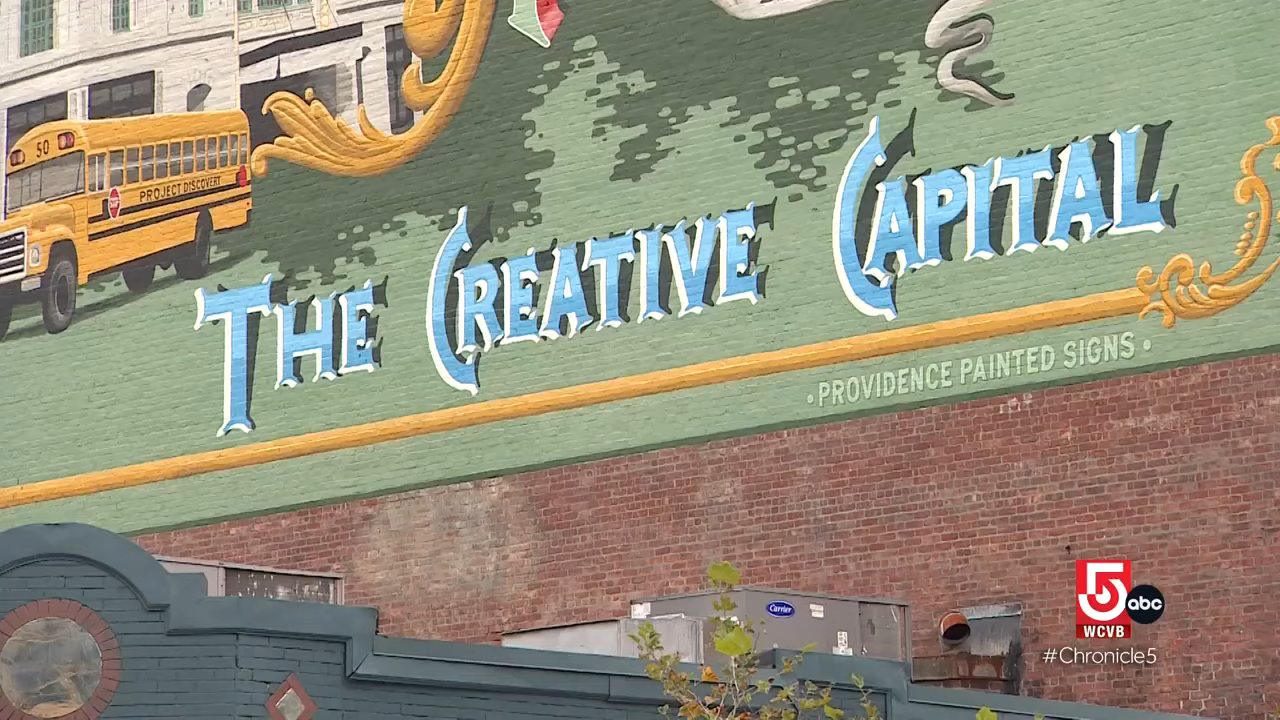 50
PROJECT DISCOVERY
THE CREATIVE CAPITAL
• PROVIDENCE PAINTED SIGNS •
Carrier
5 abc
WCVB
#Chronicle5